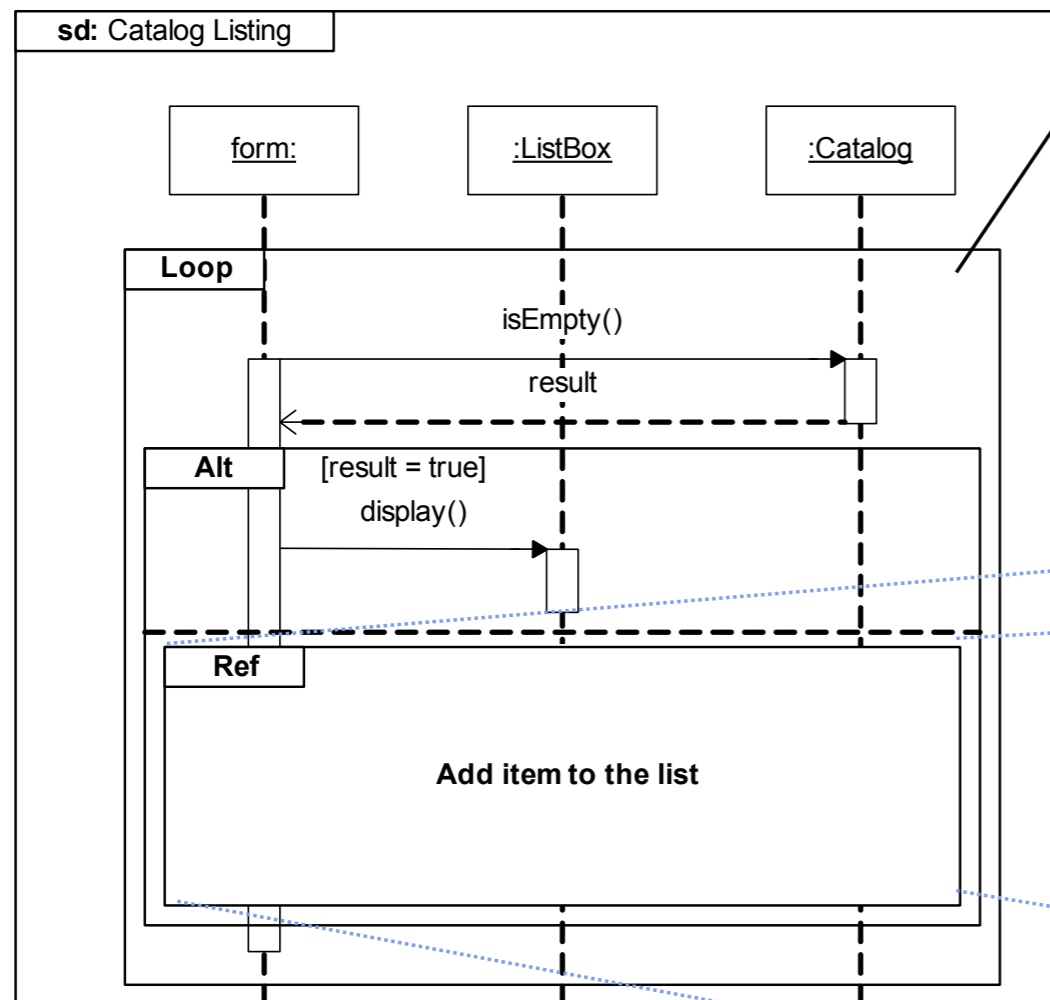 sd: Catalog Listing
form:
:ListBox
:Catalog
Loop
isEmpty()
result
Alt
[result = true]
display()
Ref
Add item to the list